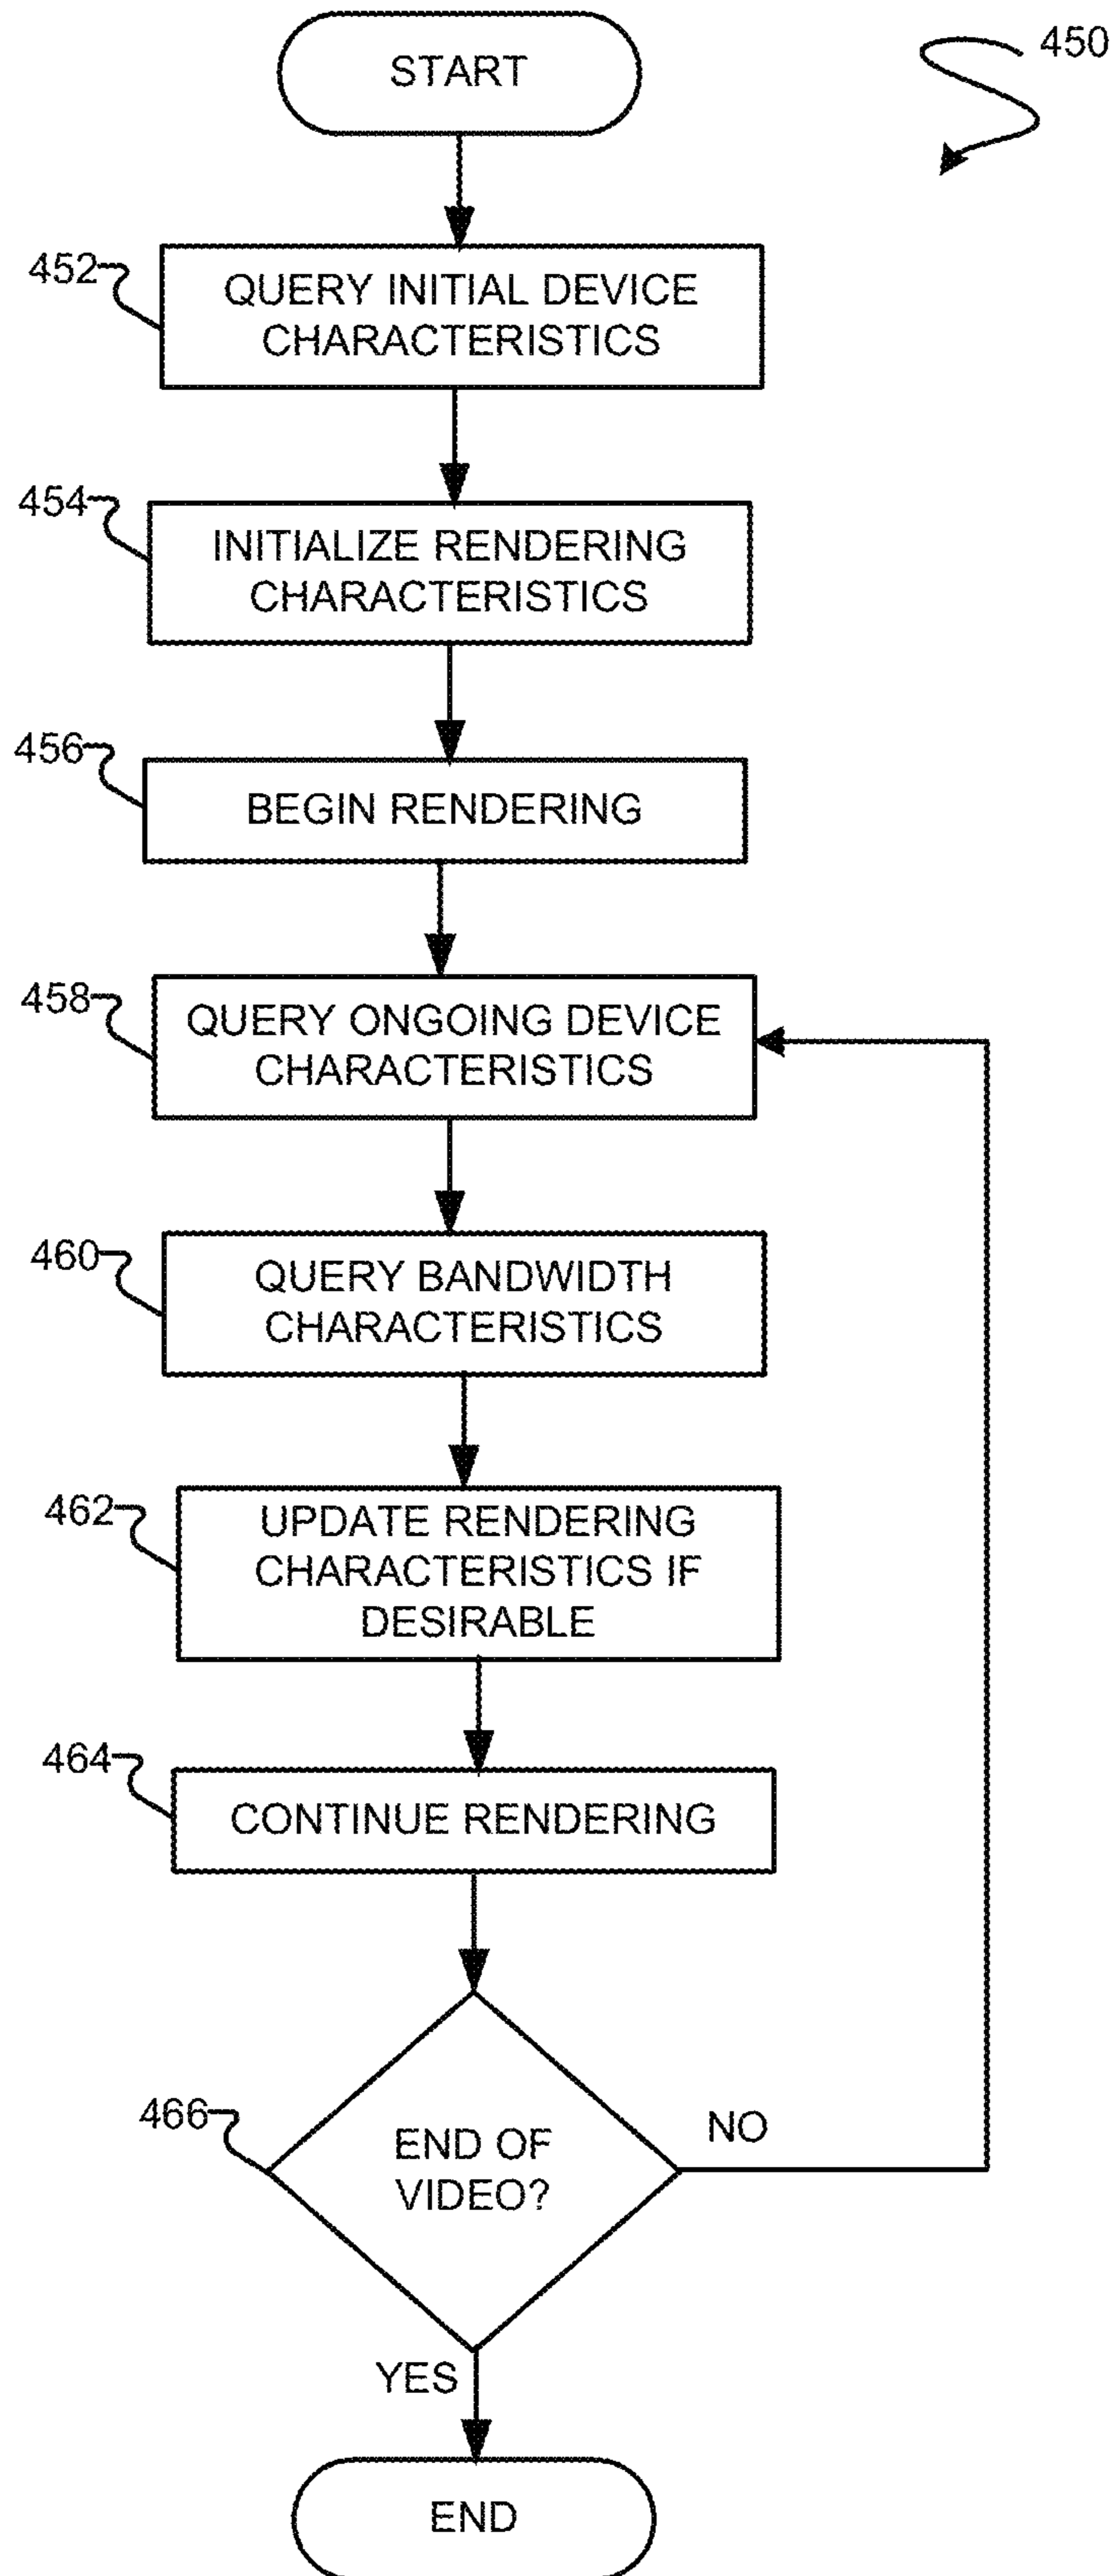 START
450
452
QUERY INITIAL DEVICE
CHARACTERISTICS
454
INITIALIZE RENDERING
CHARACTERISTICS
456
BEGIN RENDERING
458
QUERY ONGOING DEVICE
CHARACTERISTICS
460
QUERY BANDWIDTH
CHARACTERISTICS
462
UPDATE RENDERING
CHARACTERISTICS IF
DESIRABLE
464
CONTINUE RENDERING
466
END OF
VIDEO?
NO
YES
END